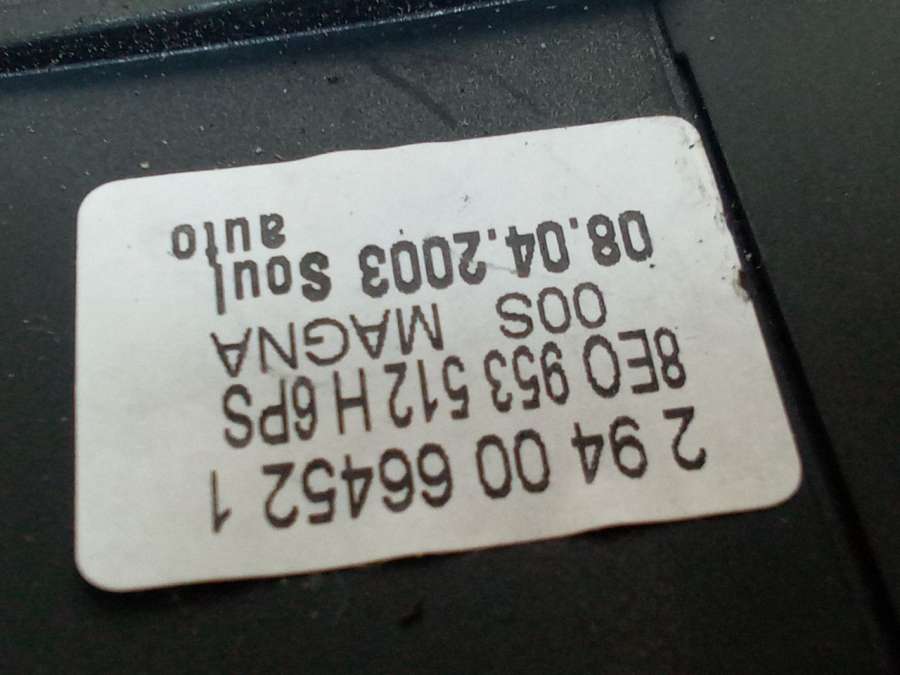 2 94 00 66452 1
8E0 953 512 H 6PS
00S MAGNA
08.04.2003 Soul
auto